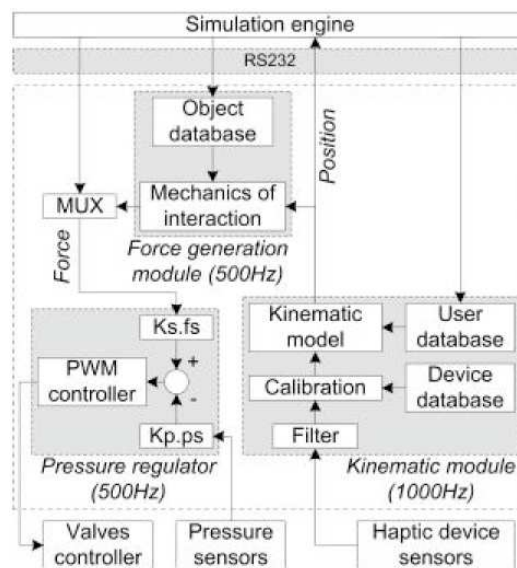 Simulation engine
RS232
Object
database
Mechanics of
interaction
MUX
Position
Force
Force generation
module (500Hz)
Ks.fs
PWM
controller
+
-
Kp.ps
Pressure regulator
(500Hz)
Kinematic
model
User
database
Calibration
Device
database
Filter
Kinematic module
(1000Hz)
Valves
controller
Pressure
sensors
Haptic device
sensors